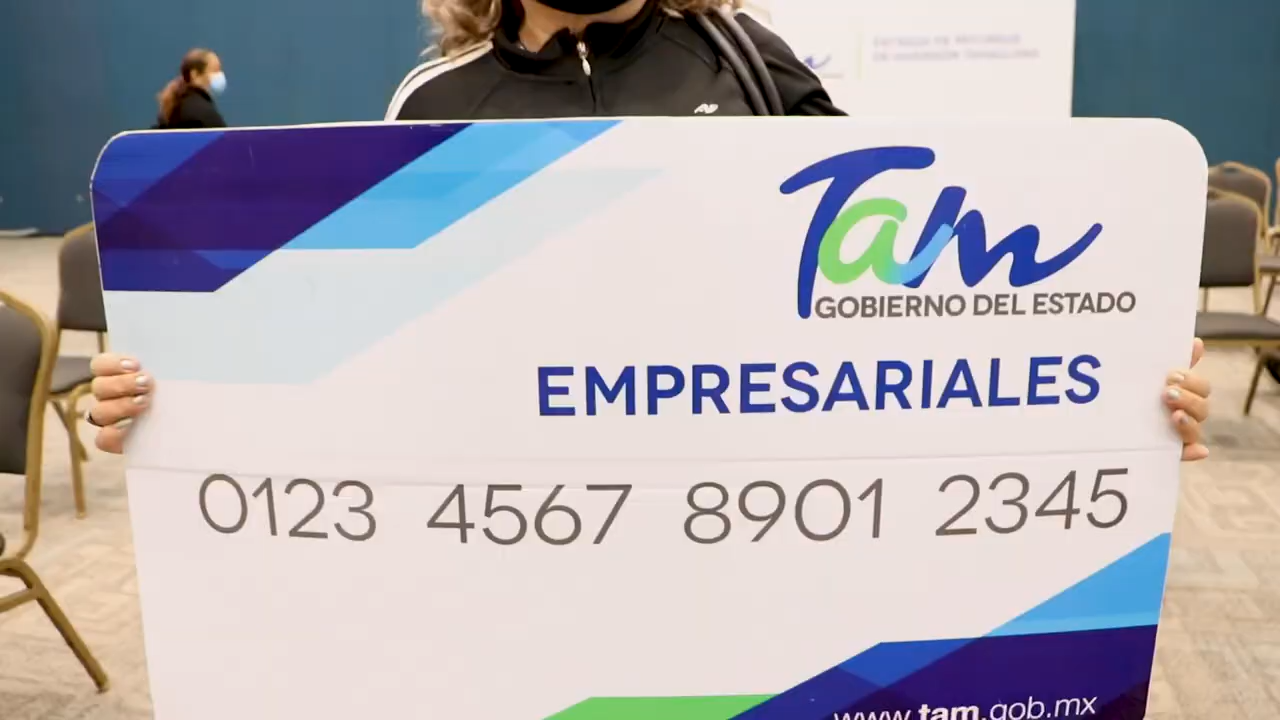 Tam
GOBIERNO DEL ESTADO
EMPRESARIALES
0123 4567 8901 2345
www.tam.gob.mx